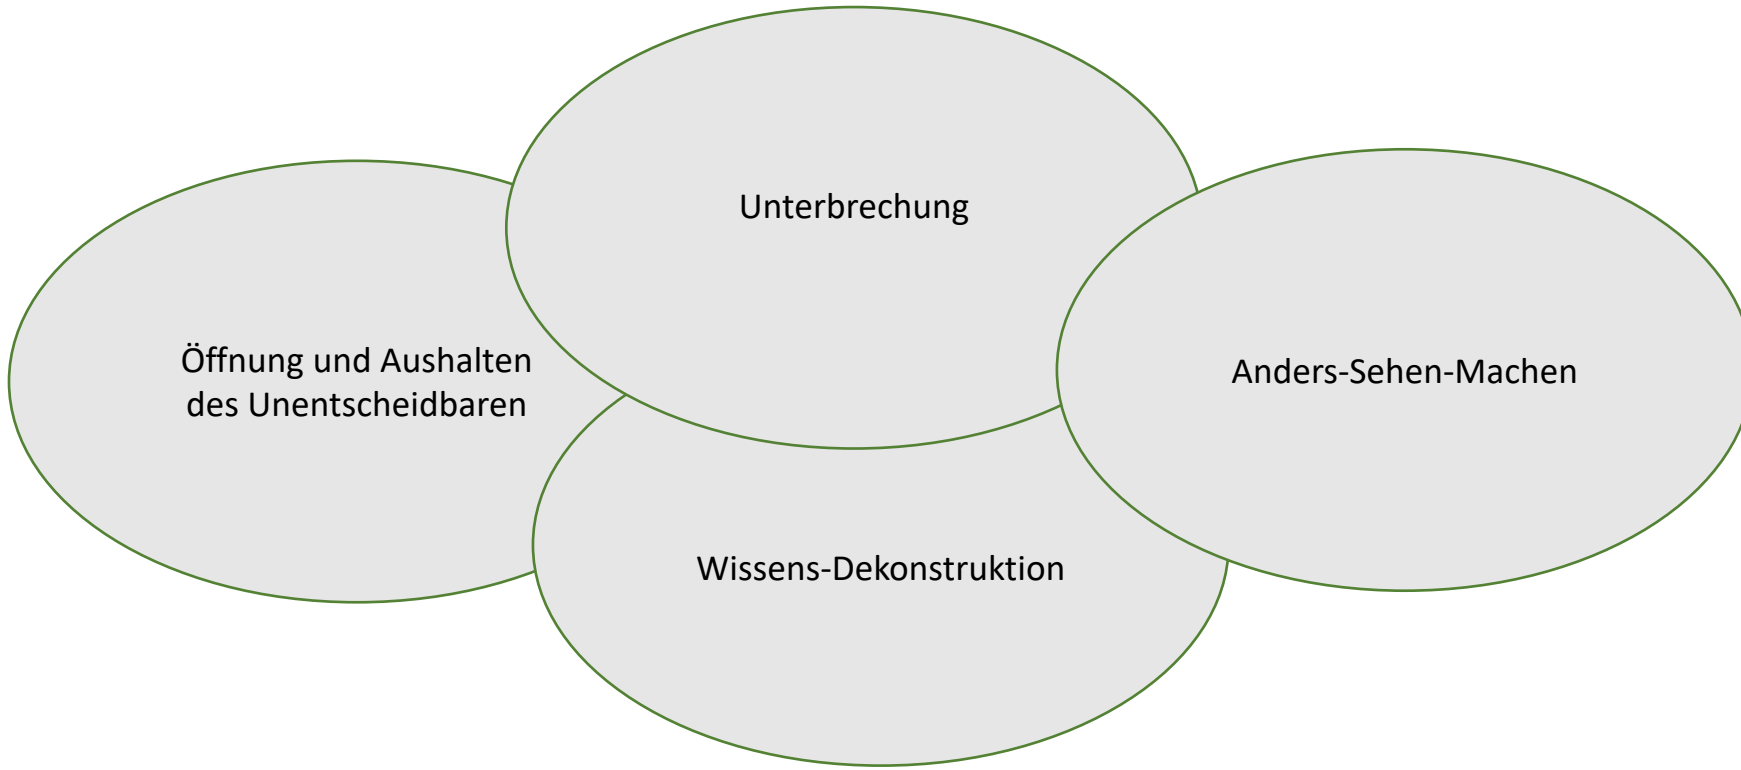 Unterbrechung
Öffnung und Aushalten
des Unentscheidbaren
Anders-Sehen-Machen
Wissens-Dekonstruktion